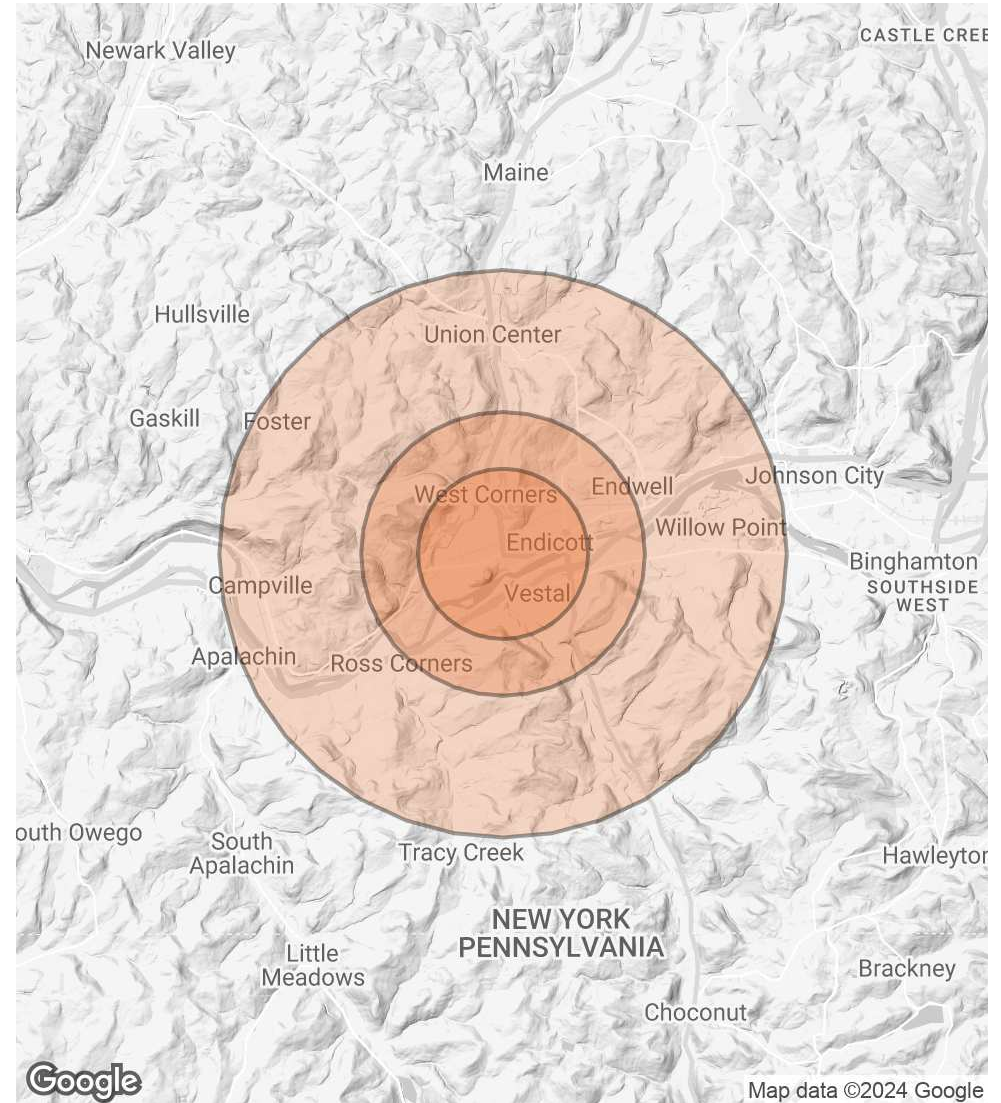 CASTLE CREE
Newark Valley
Maine
Hullsville
Union Center
Gaskill
Foster
Johnson City
Endwell
West Corners
Willow Point
Endicott
Binghamton
Campville
SOUTHSIDE
WEST
Vestal
Apalachin
Ross Corners
outh Owego
South
Apalachin
Tracy Creek
Hawleyton
NEW YORK
PENNSYLVANIA
Little
Meadows
Brackney
Choconut
Google
Map data ©2024 Google